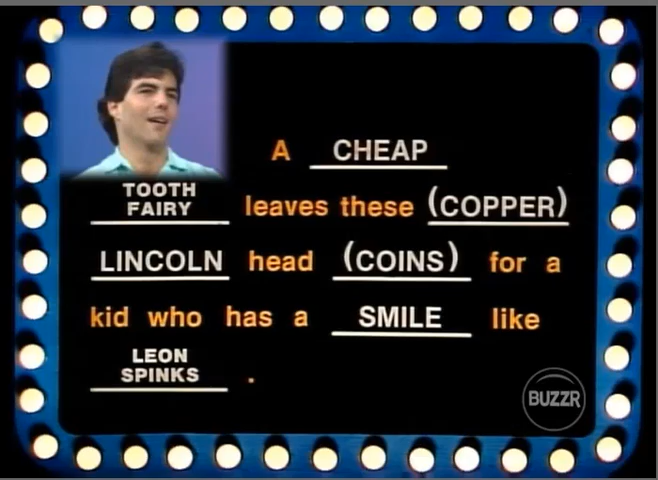 A CHEAP
TOOTH
FAIRY leaves these (COPPER)
LINCOLN head (COINS) for a
kid who has a SMILE like
LEON
SPINKS .
BUZZR